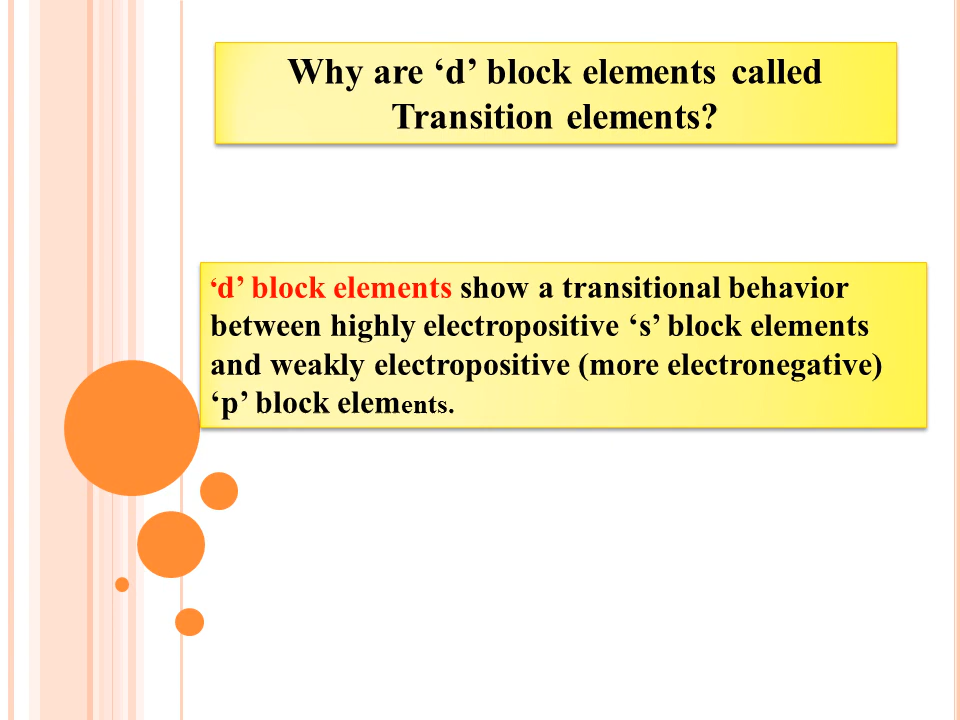 Why are ‘d’ block elements called
Transition elements?
‘d’ block elements show a transitional behavior
between highly electropositive ‘s’ block elements
and weakly electropositive (more electronegative)
‘p’ block elements.